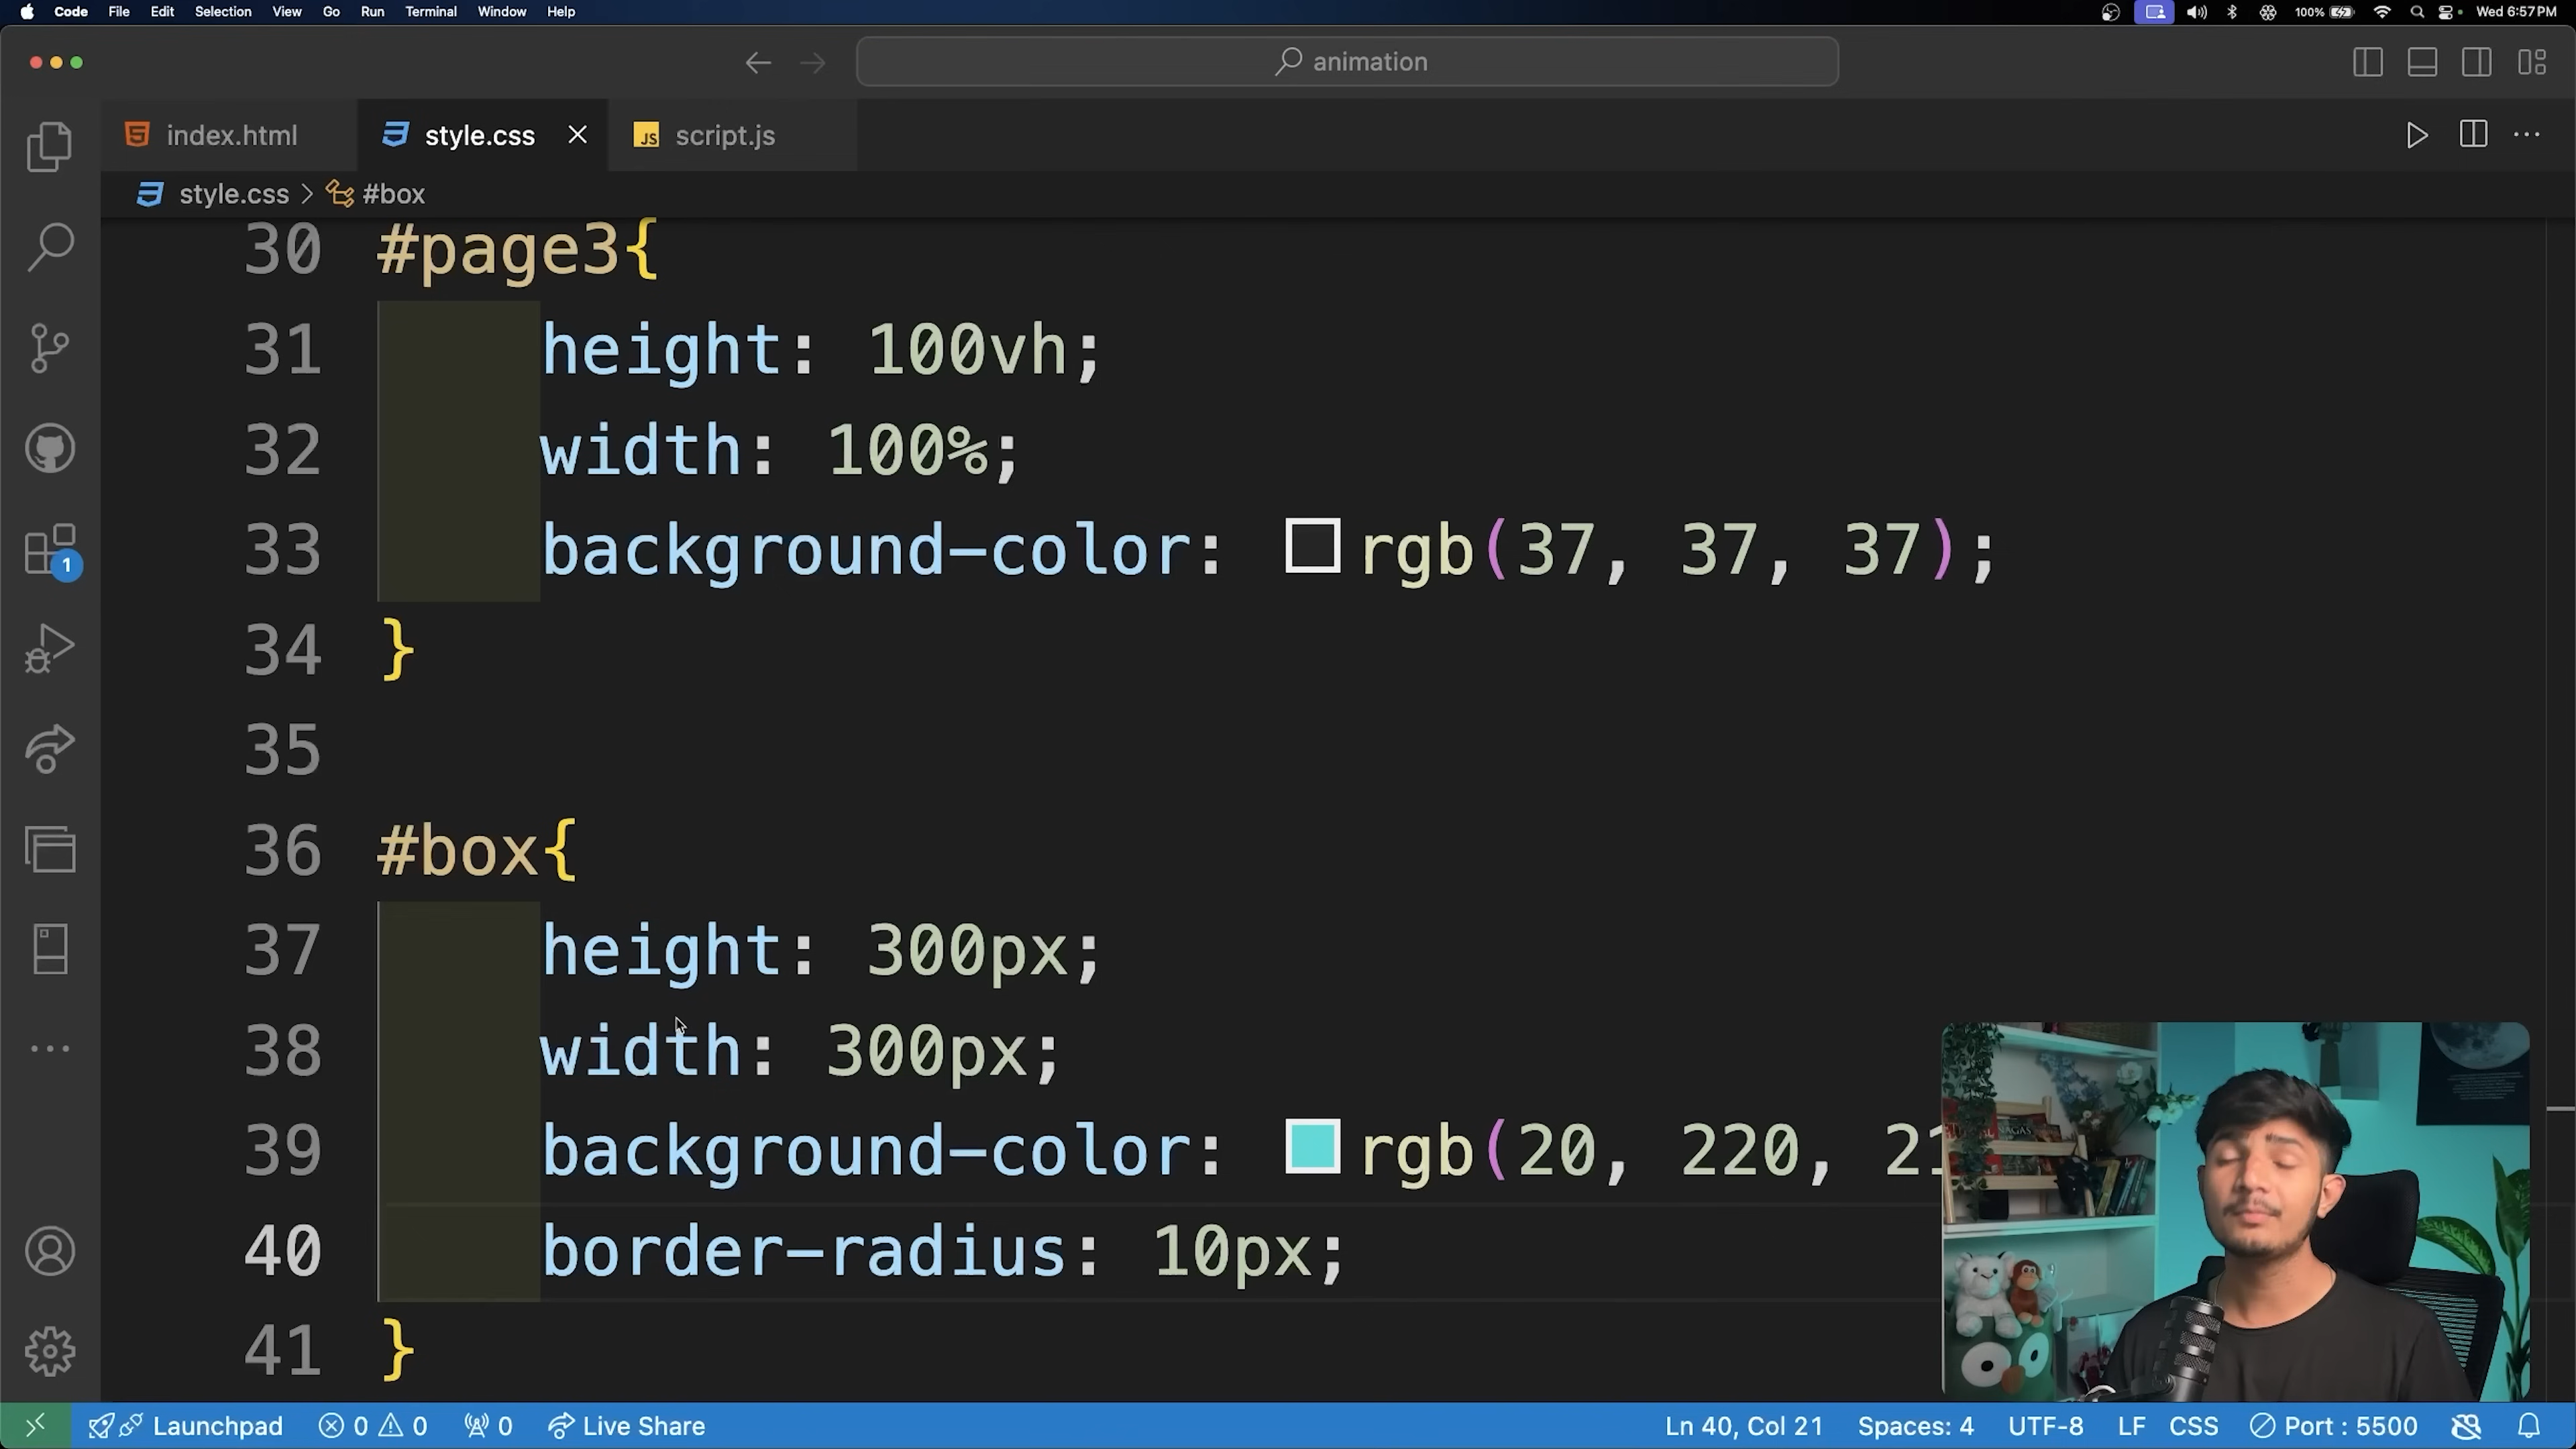 Code File Edit Selection View Go Run Terminal Window Help 100% Wed 6:57PM
animation
index.html style.css JS script.js
style.css > #box
30 #page3{
31 height: 100vh;
32 width: 100%;
33 background-color: rgb(37, 37, 37);
34 }
35
36 #box{
37 height: 300px;
38 width: 300px;
39 background-color: rgb(20, 220, 21
40 border-radius: 10px;
41 }
1
Launchpad 0 0 0 Live Share Ln 40, Col 21 Spaces: 4 UTF-8 LF CSS Port : 5500